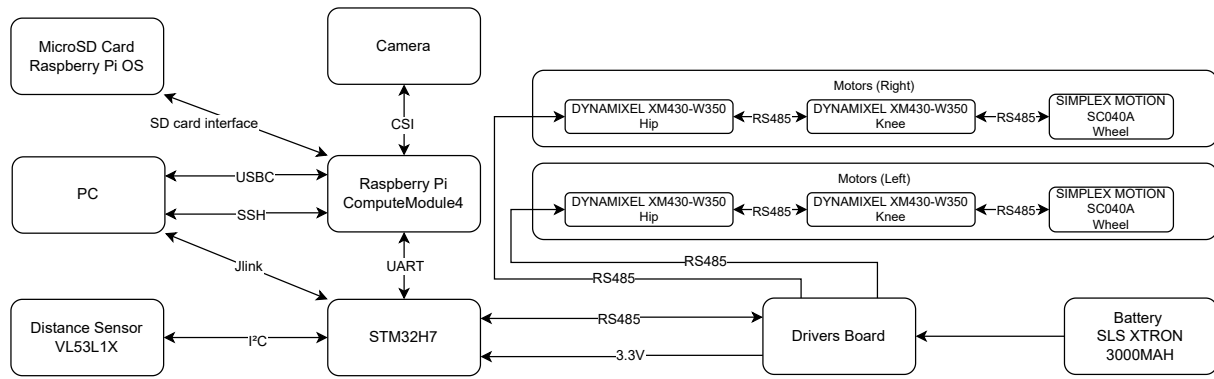 MicroSD Card
Raspberry Pi OS
Camera
SD card interface
CSI
Motors (Right)
DYNAMIXEL XM430-W350
Hip
RS485
DYNAMIXEL XM430-W350
Knee
RS485
SIMPLEX MOTION
SC040A
Wheel
PC
USBC
SSH
Raspberry Pi
ComputeModule4
Motors (Left)
DYNAMIXEL XM430-W350
Hip
RS485
DYNAMIXEL XM430-W350
Knee
RS485
SIMPLEX MOTION
SC040A
Wheel
Jlink
UART
RS485
RS485
Distance Sensor
VL53L1X
I²C
STM32H7
RS485
3.3V
Drivers Board
Battery
SLS XTRON
3000MAH